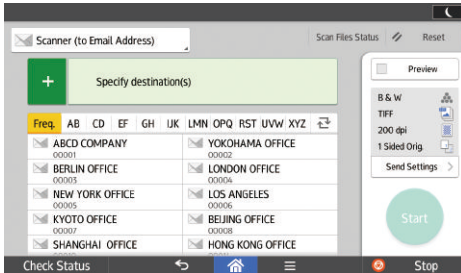 Scanner (to Email Address)
Scan Files Status
Reset
+ Specify destination(s)
Preview
Freq. AB CD EF GH IJK LMN OPQ RST UVW XYZ
B & W
TIFF
200 dpi
1 Sided Orig.
Send Settings
Start
ABCD COMPANY
00001
YOKOHAMA OFFICE
00002
BERLIN OFFICE
00003
LONDON OFFICE
00004
NEW YORK OFFICE
00005
LOS ANGELES
00006
KYOTO OFFICE
00007
BEIJING OFFICE
00008
SHANGHAI OFFICE
HONG KONG OFFICE
Check Status
Stop